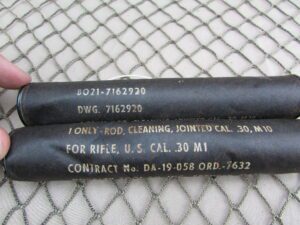 BO21-7162920
DWG. 7162920
1 ONLY-ROD, CLEANING, JOINTED CAL. .30, M10
FOR RIFLE, U. S. CAL. .30 M1
CONTRACT No. DA-19-058 ORD.-7632